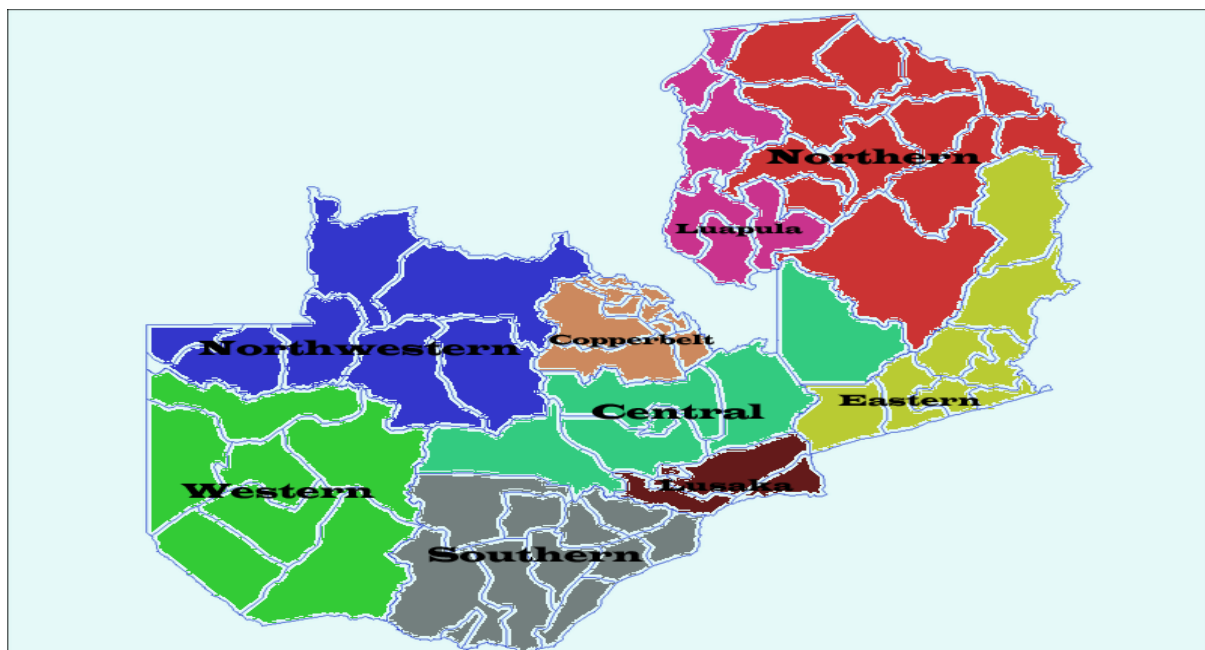 Northern
Luapula
Northwestern
Copperbelt
Central
Eastern
Western
Lusaka
Southern